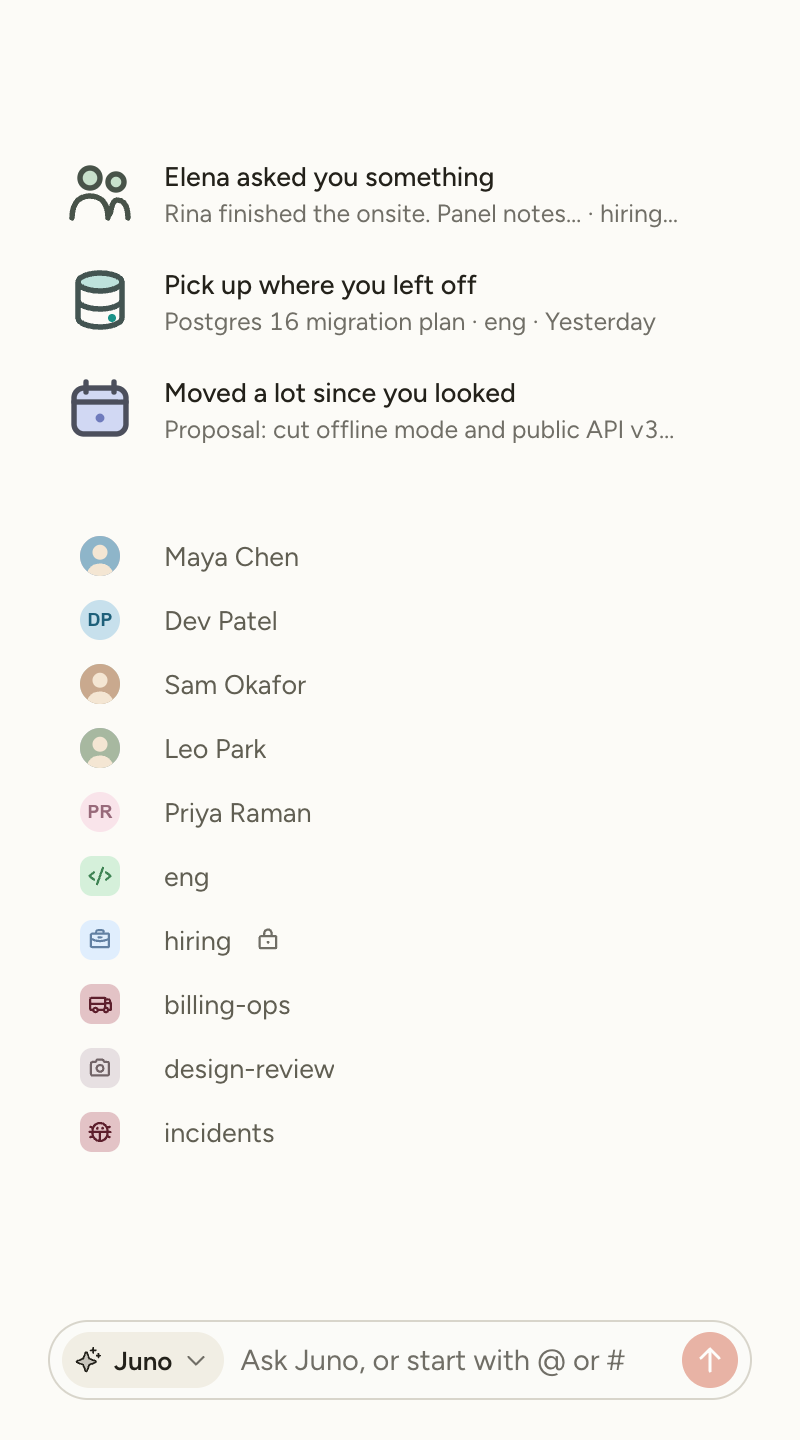 Elena asked you something
Rina finished the onsite. Panel notes... · hiring...
Pick up where you left off
Postgres 16 migration plan · eng · Yesterday
Moved a lot since you looked
Proposal: cut offline mode and public API v3...
Maya Chen
DP Dev Patel
Sam Okafor
Leo Park
PR Priya Raman
eng
hiring
billing-ops
design-review
incidents
Juno Ask Juno, or start with @ or #